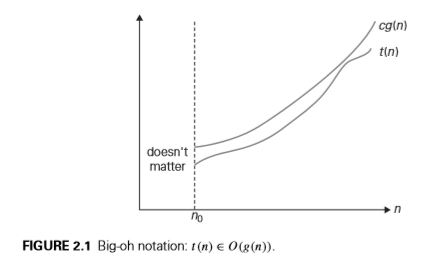 cg(n)
t(n)
doesn't
matter
n
n₀
FIGURE 2.1 Big-oh notation: t(n) ∈ O(g(n)).